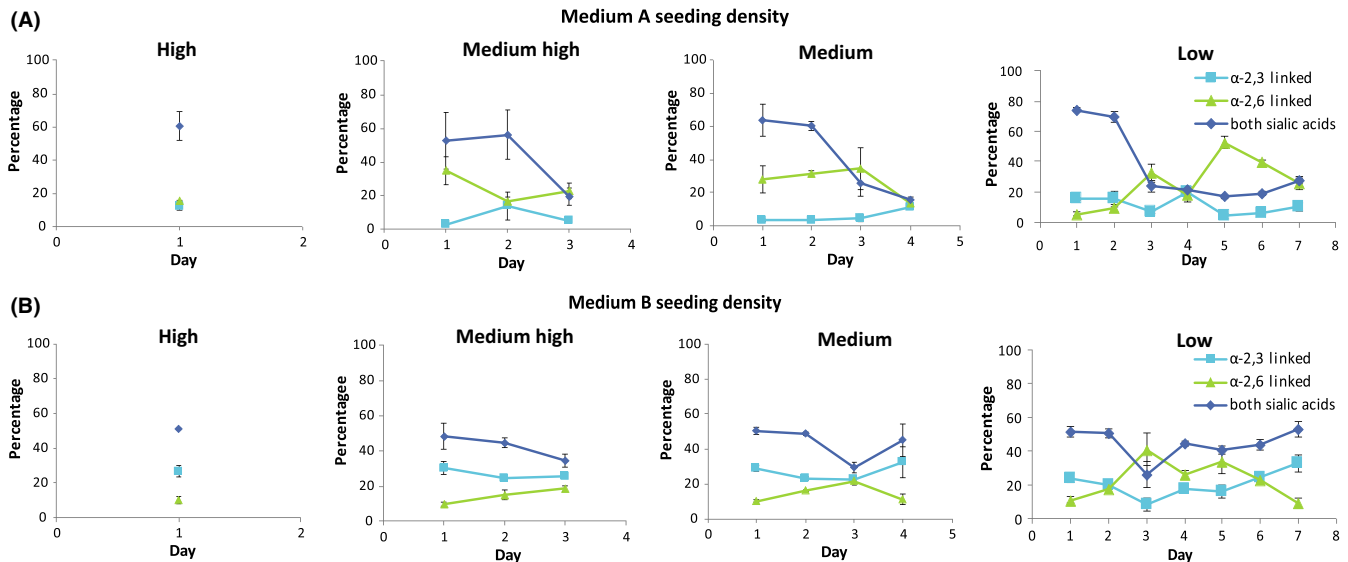 (A)
Medium A seeding density
High
Medium high
Medium
Low
Percentage
100
80
60
40
20
0
0
1
2
Day
Percentage
100
80
60
40
20
0
0
1
2
3
4
Day
Percentage
100
80
60
40
20
0
0
1
2
3
4
5
Day
Percentage
100
80
60
40
20
0
0
1
2
3
4
5
6
7
8
Day
α-2,3 linked
α-2,6 linked
both sialic acids
(B)
Medium B seeding density
High
Medium high
Medium
Low
Percentage
100
80
60
40
20
0
0
1
2
Day
Percentagee
100
80
60
40
20
0
0
1
2
3
4
Day
Percentage
100
80
60
40
20
0
0
1
2
3
4
5
Day
Percentage
100
80
60
40
20
0
0
1
2
3
4
5
6
7
8
Day
α-2,3 linked
α-2,6 linked
both sialic acids